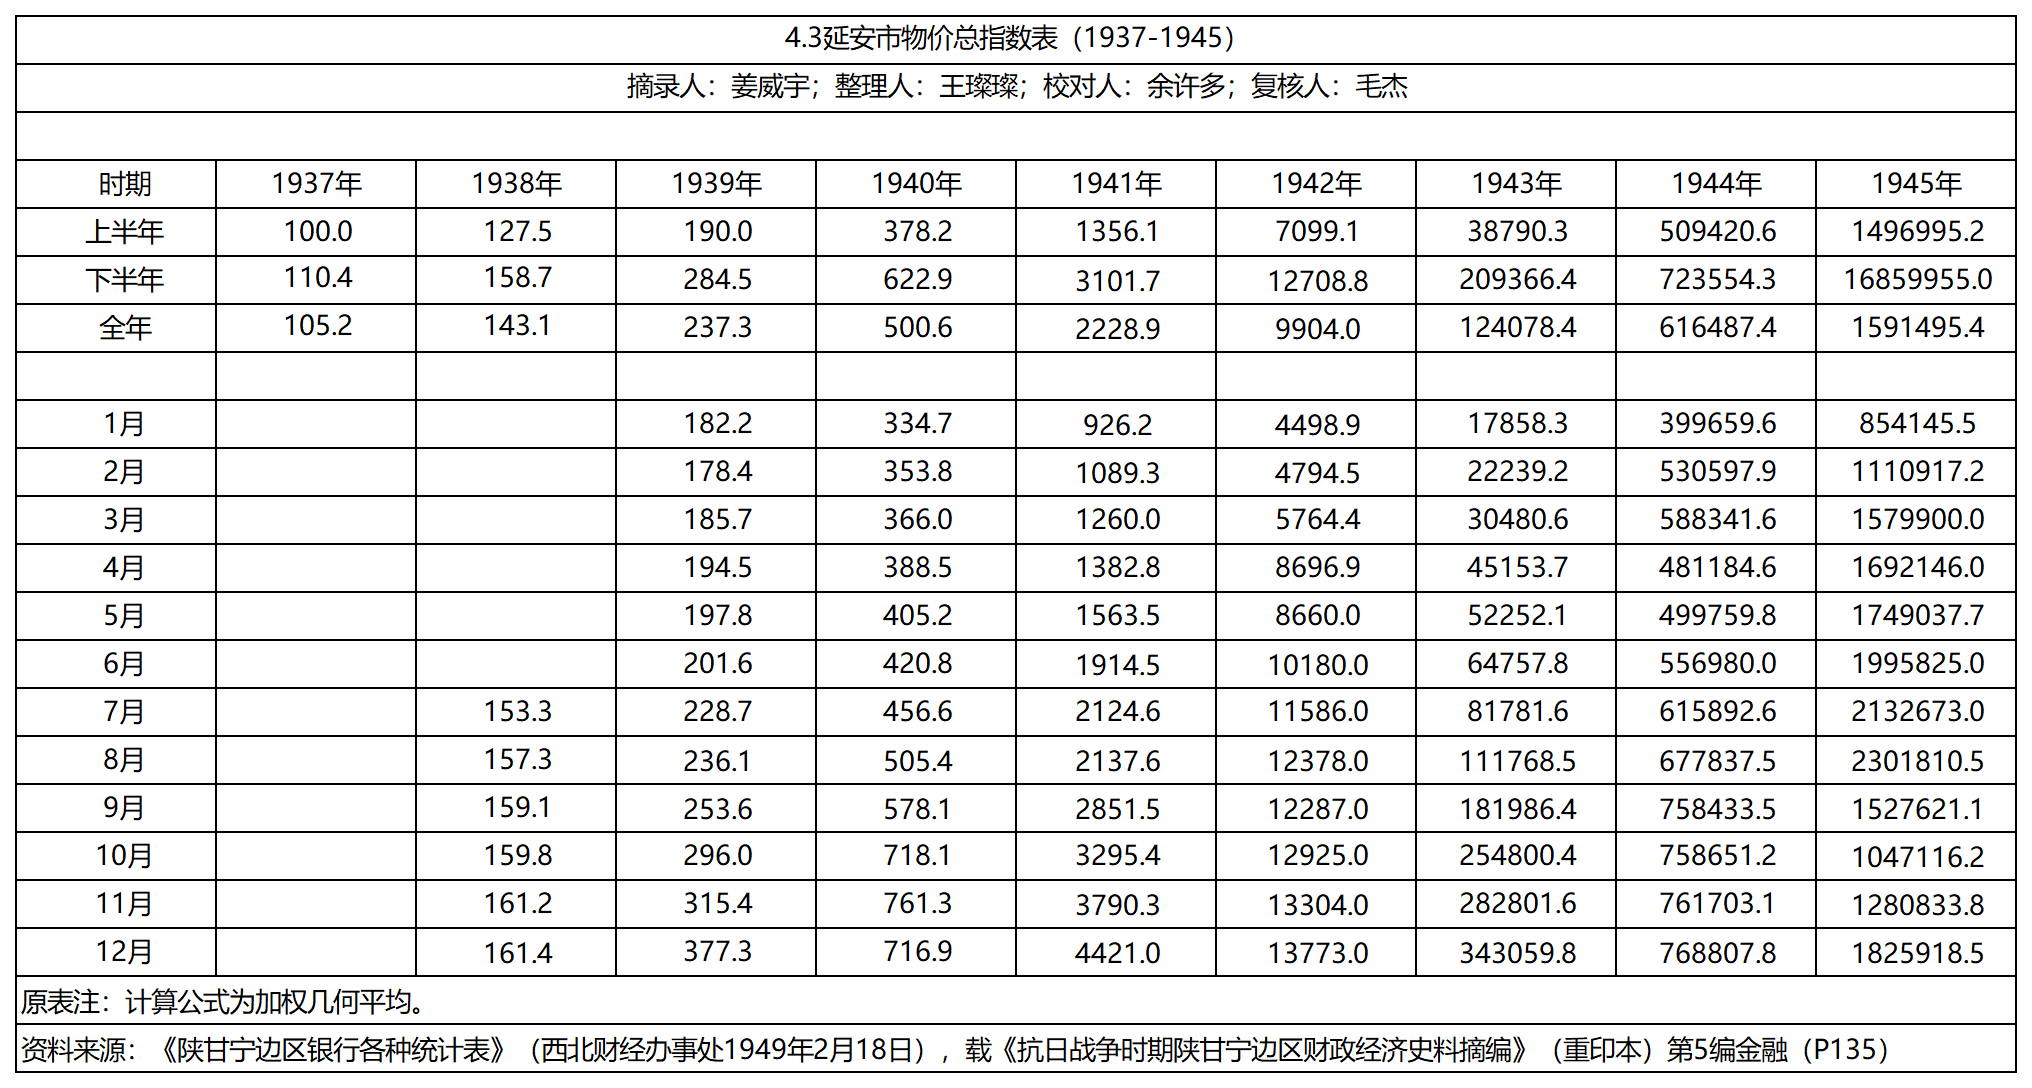 4.3延安市物价总指数表（1937-1945）
摘录人：姜威宇；整理人：王璨璨；校对人：余许多；复核人：毛杰
时期 1937年 1938年 1939年 1940年 1941年 1942年 1943年 1944年 1945年
上半年 100.0 127.5 190.0 378.2 1356.1 7099.1 38790.3 509420.6 1496995.2
下半年 110.4 158.7 284.5 622.9 3101.7 12708.8 209366.4 723554.3 16859955.0
全年 105.2 143.1 237.3 500.6 2228.9 9904.0 124078.4 616487.4 1591495.4
1月 182.2 334.7 926.2 4498.9 17858.3 399659.6 854145.5
2月 178.4 353.8 1089.3 4794.5 22239.2 530597.9 1110917.2
3月 185.7 366.0 1260.0 5764.4 30480.6 588341.6 1579900.0
4月 194.5 388.5 1382.8 8696.9 45153.7 481184.6 1692146.0
5月 197.8 405.2 1563.5 8660.0 52252.1 499759.8 1749037.7
6月 201.6 420.8 1914.5 10180.0 64757.8 556980.0 1995825.0
7月 153.3 228.7 456.6 2124.6 11586.0 81781.6 615892.6 2132673.0
8月 157.3 236.1 505.4 2137.6 12378.0 111768.5 677837.5 2301810.5
9月 159.1 253.6 578.1 2851.5 12287.0 181986.4 758433.5 1527621.1
10月 159.8 296.0 718.1 3295.4 12925.0 254800.4 758651.2 1047116.2
11月 161.2 315.4 761.3 3790.3 13304.0 282801.6 761703.1 1280833.8
12月 161.4 377.3 716.9 4421.0 13773.0 343059.8 768807.8 1825918.5
原表注：计算公式为加权几何平均。
资料来源：《陕甘宁边区银行各种统计表》（西北财经办事处1949年2月18日），载《抗日战争时期陕甘宁边区财政经济史料摘编》（重印本）第5编金融（P135）